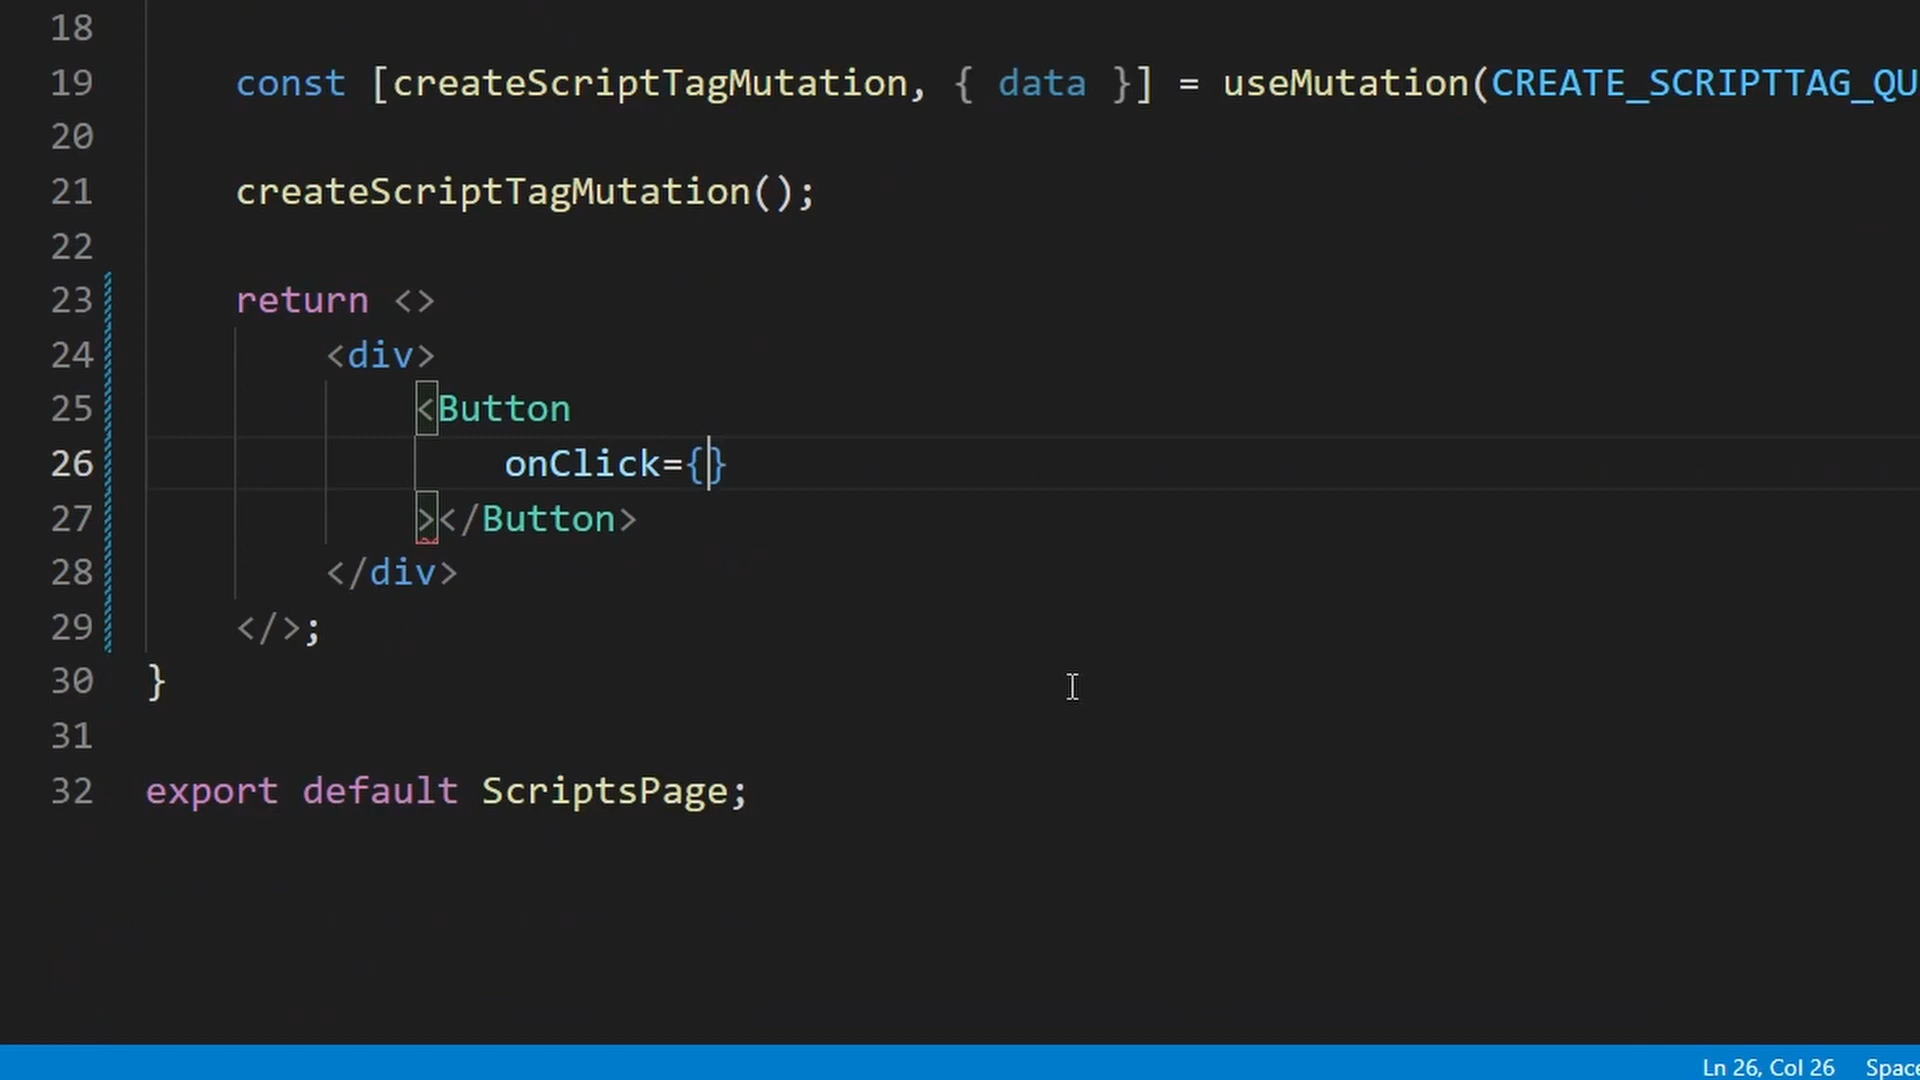 18
19 const [createScriptTagMutation, { data }] = useMutation(CREATE_SCRIPTTAG_QU
20
21 createScriptTagMutation();
22
23 return <>
24 <div>
25 <Button
26 onClick={}
27 ></Button>
28 </div>
29 </>;
30 }
31
32 export default ScriptsPage;
Ln 26, Col 26 Space